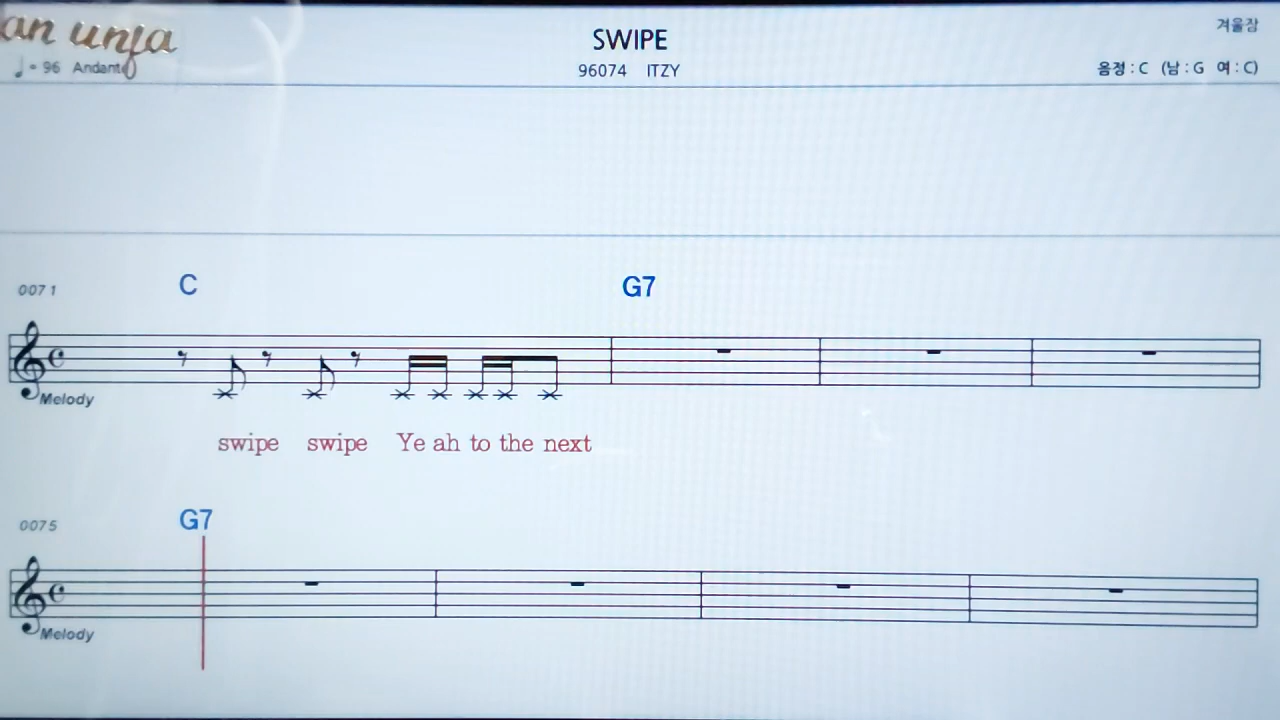 an unja
SWIPE
겨울잠
♩= 96 Andante
96074 ITZY
음정 : C (남 : G 여 : C)
0071
C
G7
Melody
swipe swipe Ye ah to the next
0075
G7
Melody